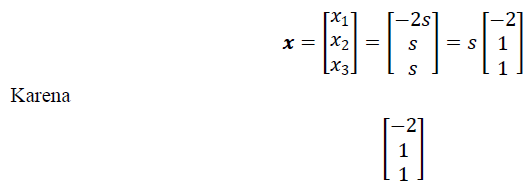 𝒙 = [x₁ x₂ x₃] = [−2s s s] = s [−2 1 1]
Karena
[−2 1 1]